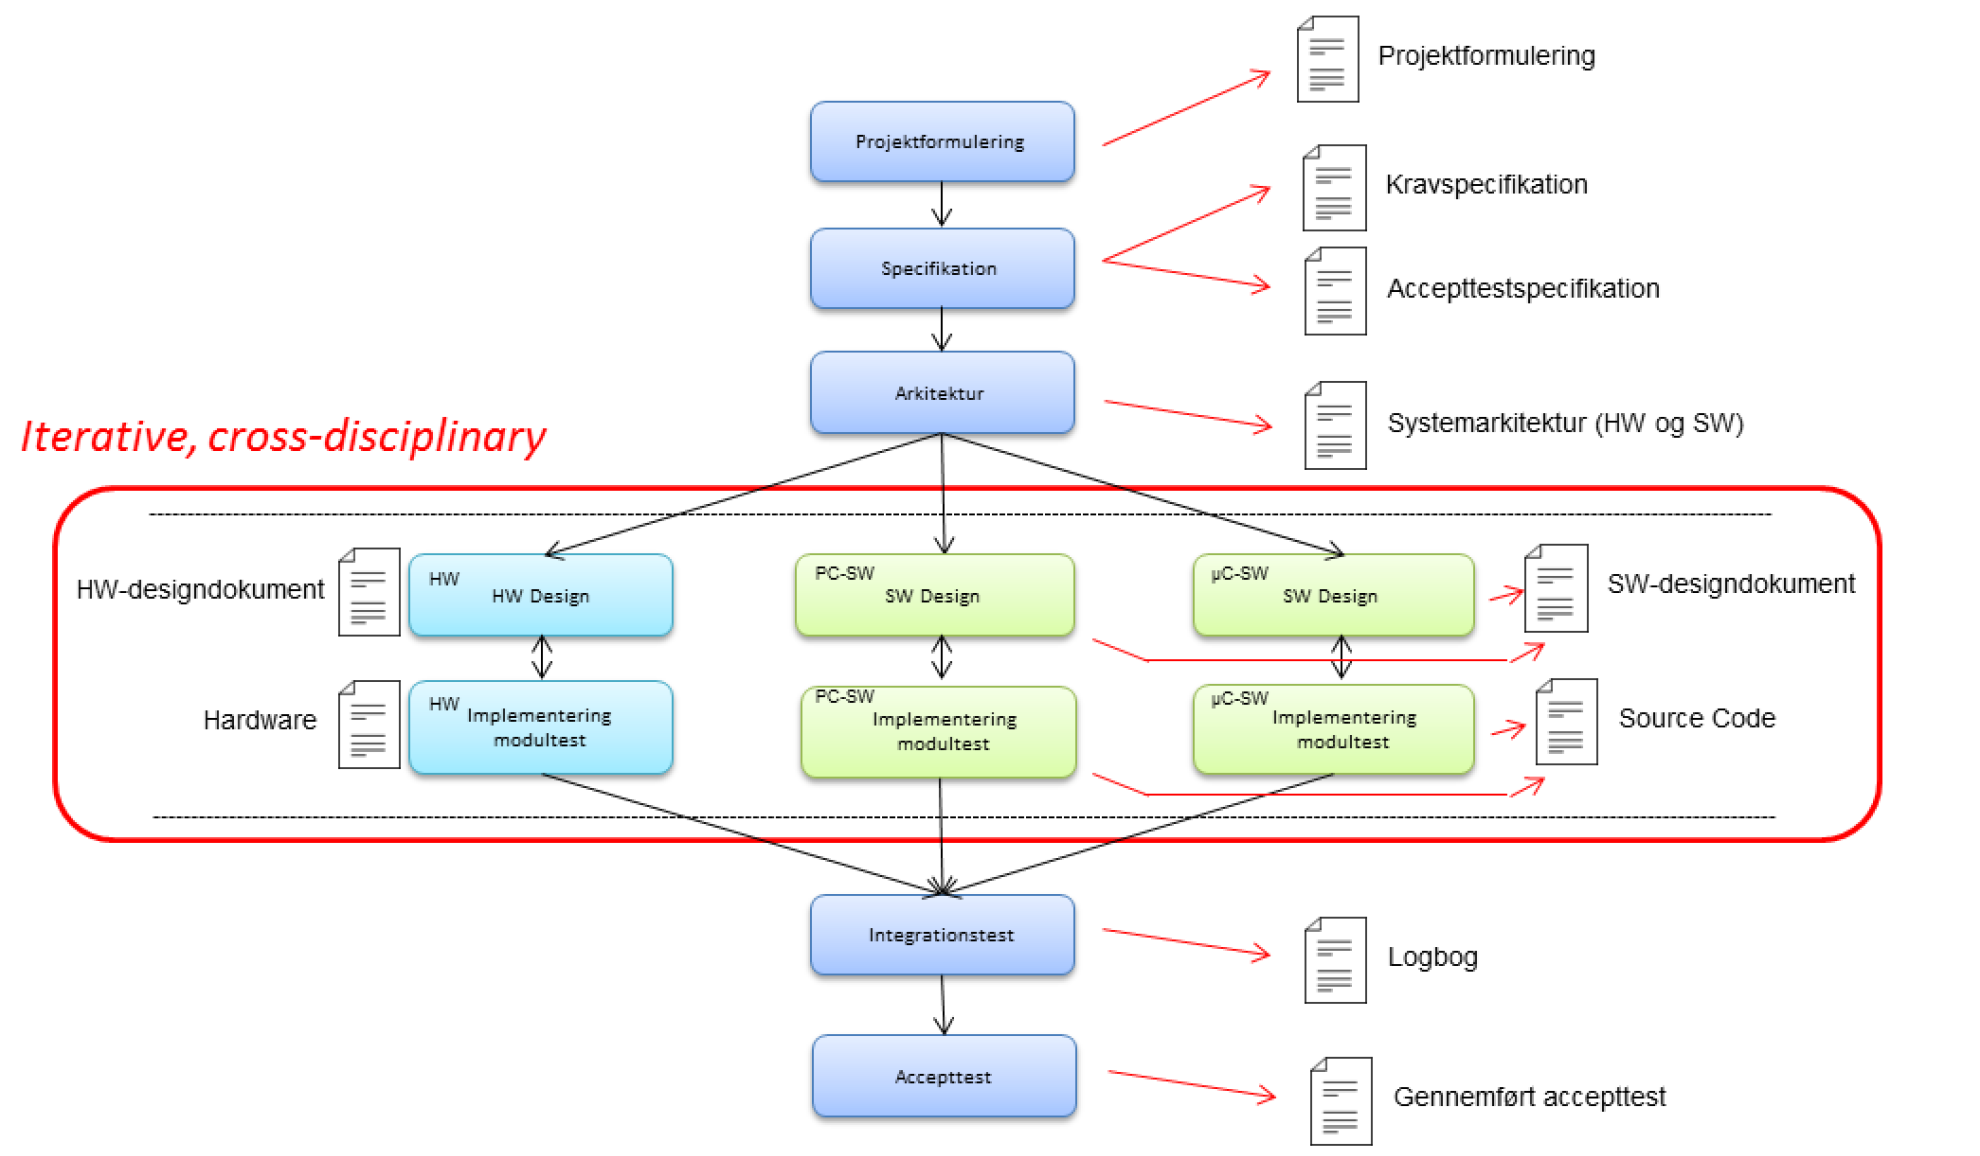 Projektformulering
Projektformulering
Kravspecifikation
Specifikation
Accepttestspecifikation
Arkitektur
Systemarkitektur (HW og SW)
Iterative, cross-disciplinary
HW-designdokument
HW
HW Design
PC-SW
SW Design
µC-SW
SW Design
SW-designdokument
Hardware
HW
Implementering
modultest
PC-SW
Implementering
modultest
µC-SW
Implementering
modultest
Source Code
Integrationstest
Logbog
Accepttest
Gennemført accepttest